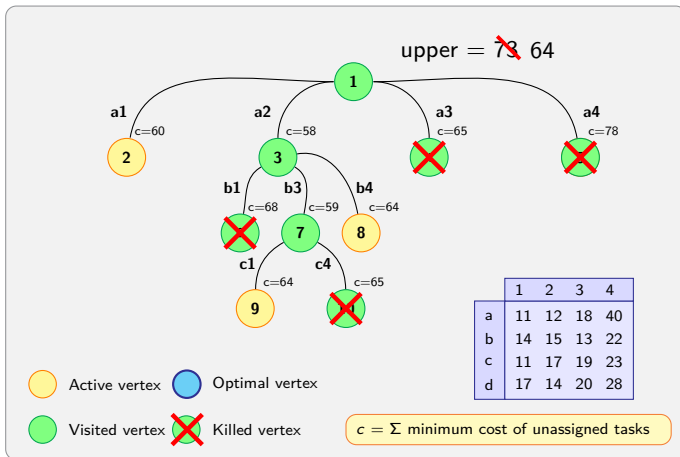 upper = 73 64
1
a1 a2 a3 a4
c=60 c=58 c=65 c=78
2 3
b1 b3 b4
c=68 c=59 c=64
7 8
c1 c4
c=64 c=65
9
1 2 3 4
a 11 12 18 40
b 14 15 13 22
c 11 17 19 23
d 17 14 20 28
Active vertex Optimal vertex
Visited vertex Killed vertex
c = Σ minimum cost of unassigned tasks